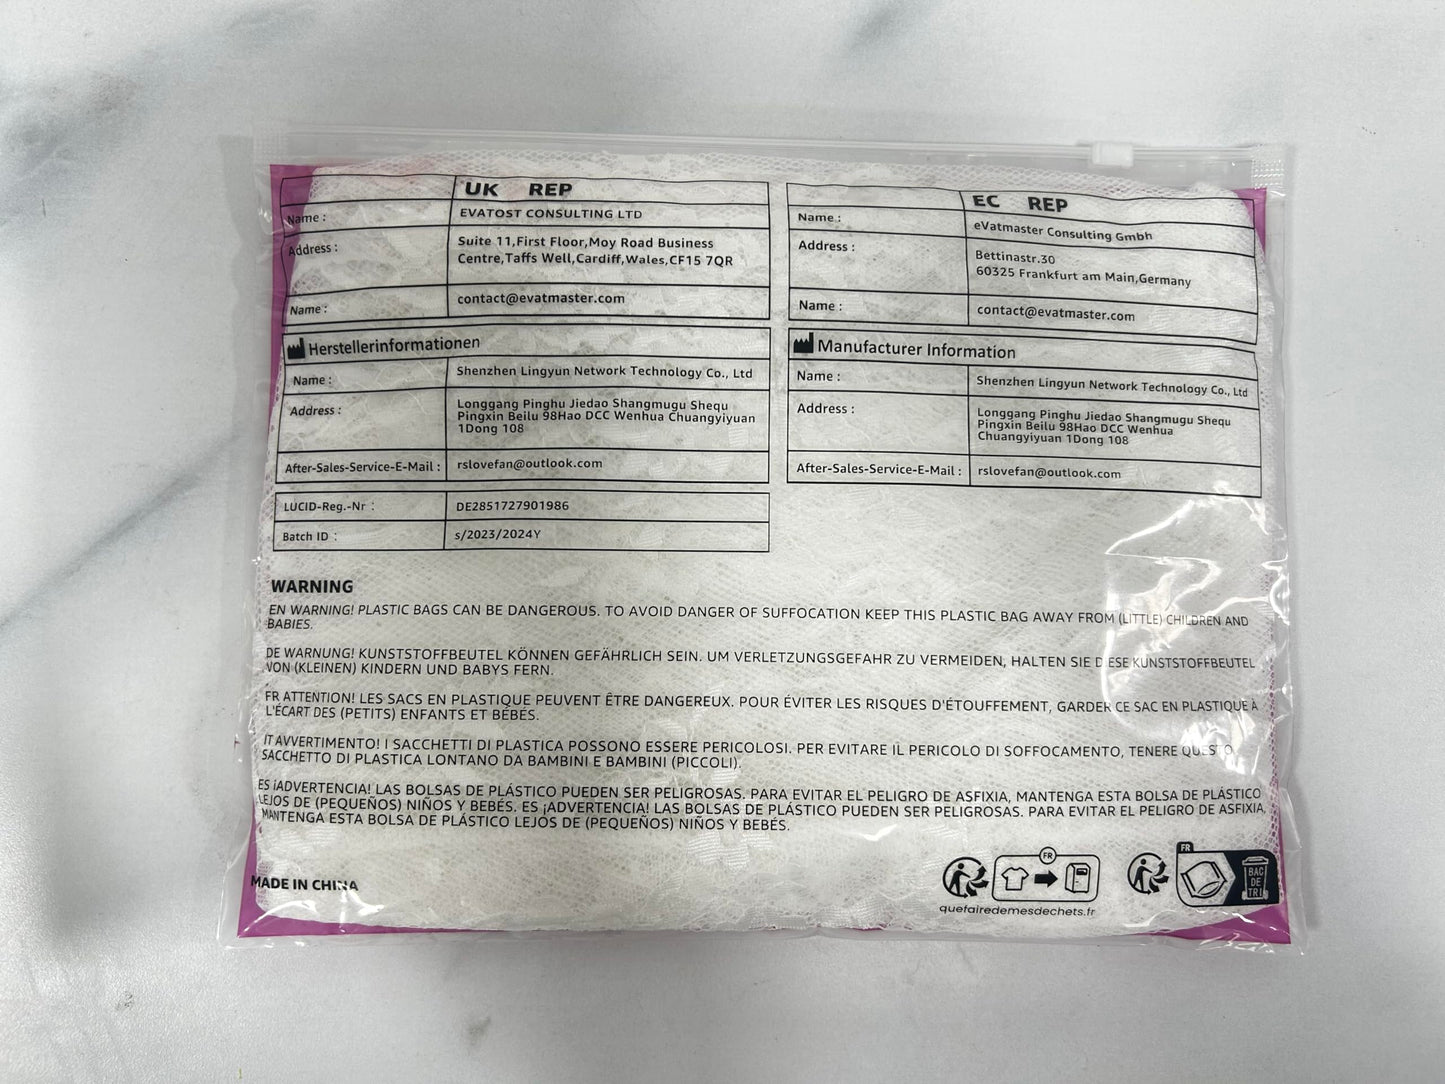 UK REP
Name : EVATOST CONSULTING LTD
Address : Suite 11,First Floor,Moy Road Business
Centre,Taffs Well,Cardiff,Wales,CF15 7QR
Name : contact@evatmaster.com
EC REP
Name : eVatmaster Consulting Gmbh
Address : Bettinastr.30
60325 Frankfurt am Main,Germany
Name : contact@evatmaster.com
Herstellerinformationen
Name : Shenzhen Lingyun Network Technology Co., Ltd
Address : Longgang Pinghu Jiedao Shangmugu Shequ
Pingxin Beilu 98Hao DCC Wenhua Chuangyiyuan
1Dong 108
After-Sales-Service-E-Mail : rslovefan@outlook.com
Manufacturer Information
Name : Shenzhen Lingyun Network Technology Co., Ltd
Address : Longgang Pinghu Jiedao Shangmugu Shequ
Pingxin Beilu 98Hao DCC Wenhua
Chuangyiyuan 1Dong 108
After-Sales-Service-E-Mail : rslovefan@outlook.com
LUCID-Reg.-Nr : DE2851727901986
Batch ID : s/2023/2024Y
WARNING
EN WARNING! PLASTIC BAGS CAN BE DANGEROUS. TO AVOID DANGER OF SUFFOCATION KEEP THIS PLASTIC BAG AWAY FROM (LITTLE) CHILDREN AND
BABIES.
DE WARNUNG! KUNSTSTOFFBEUTEL KÖNNEN GEFÄHRLICH SEIN. UM VERLETZUNGSGEFAHR ZU VERMEIDEN, HALTEN SIE DIESE KUNSTSTOFFBEUTEL
VON (KLEINEN) KINDERN UND BABYS FERN.
FR ATTENTION! LES SACS EN PLASTIQUE PEUVENT ÊTRE DANGEREUX. POUR ÉVITER LES RISQUES D'ÉTOUFFEMENT, GARDER CE SAC EN PLASTIQUE À
L'ÉCART DES (PETITS) ENFANTS ET BÉBÉS.
IT AVVERTIMENTO! I SACCHETTI DI PLASTICA POSSONO ESSERE PERICOLOSI. PER EVITARE IL PERICOLO DI SOFFOCAMENTO, TENERE QUESTO
SACCHETTO DI PLASTICA LONTANO DA BAMBINI E BAMBINI (PICCOLI).
ES ¡ADVERTENCIA! LAS BOLSAS DE PLÁSTICO PUEDEN SER PELIGROSAS. PARA EVITAR EL PELIGRO DE ASFIXIA, MANTENGA ESTA BOLSA DE PLÁSTICO
LEJOS DE (PEQUEÑOS) NIÑOS Y BEBÉS. ES ¡ADVERTENCIA! LAS BOLSAS DE PLÁSTICO PUEDEN SER PELIGROSAS. PARA EVITAR EL PELIGRO DE ASFIXIA,
MANTENGA ESTA BOLSA DE PLÁSTICO LEJOS DE (PEQUEÑOS) NIÑOS Y BEBÉS.
MADE IN CHINA
FR
quefairedemesdechets.fr
FR
BAC
DE
TRI